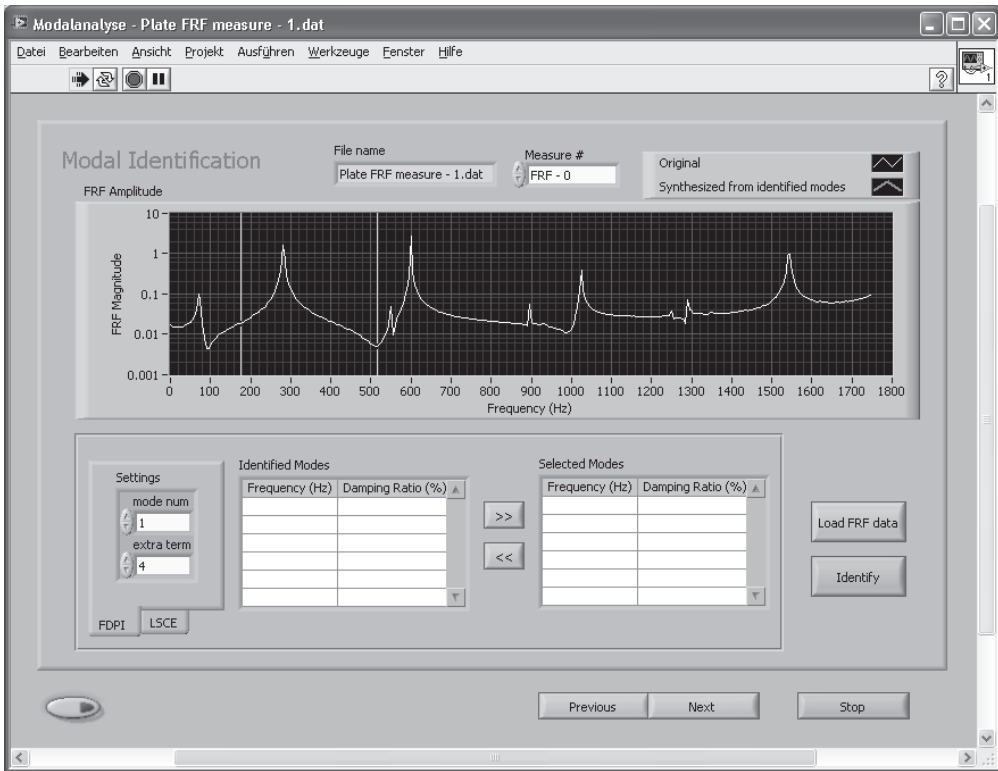 Modalanalyse - Plate FRF measure - 1.dat
Datei Bearbeiten Ansicht Projekt Ausführen Werkzeuge Fenster Hilfe
1
Modal Identification
File name
Plate FRF measure - 1.dat
Measure #
FRF - 0
Original
Synthesized from identified modes
FRF Amplitude
FRF Magnitude
10
1
0.1
0.01
0.001
0 100 200 300 400 500 600 700 800 900 1000 1100 1200 1300 1400 1500 1600 1700 1800
Frequency (Hz)
Settings
mode num
1
extra term
4
FDPI LSCE
Identified Modes
Frequency (Hz) Damping Ratio (%)
>>
<<
Selected Modes
Frequency (Hz) Damping Ratio (%)
Load FRF data
Identify
Previous Next Stop